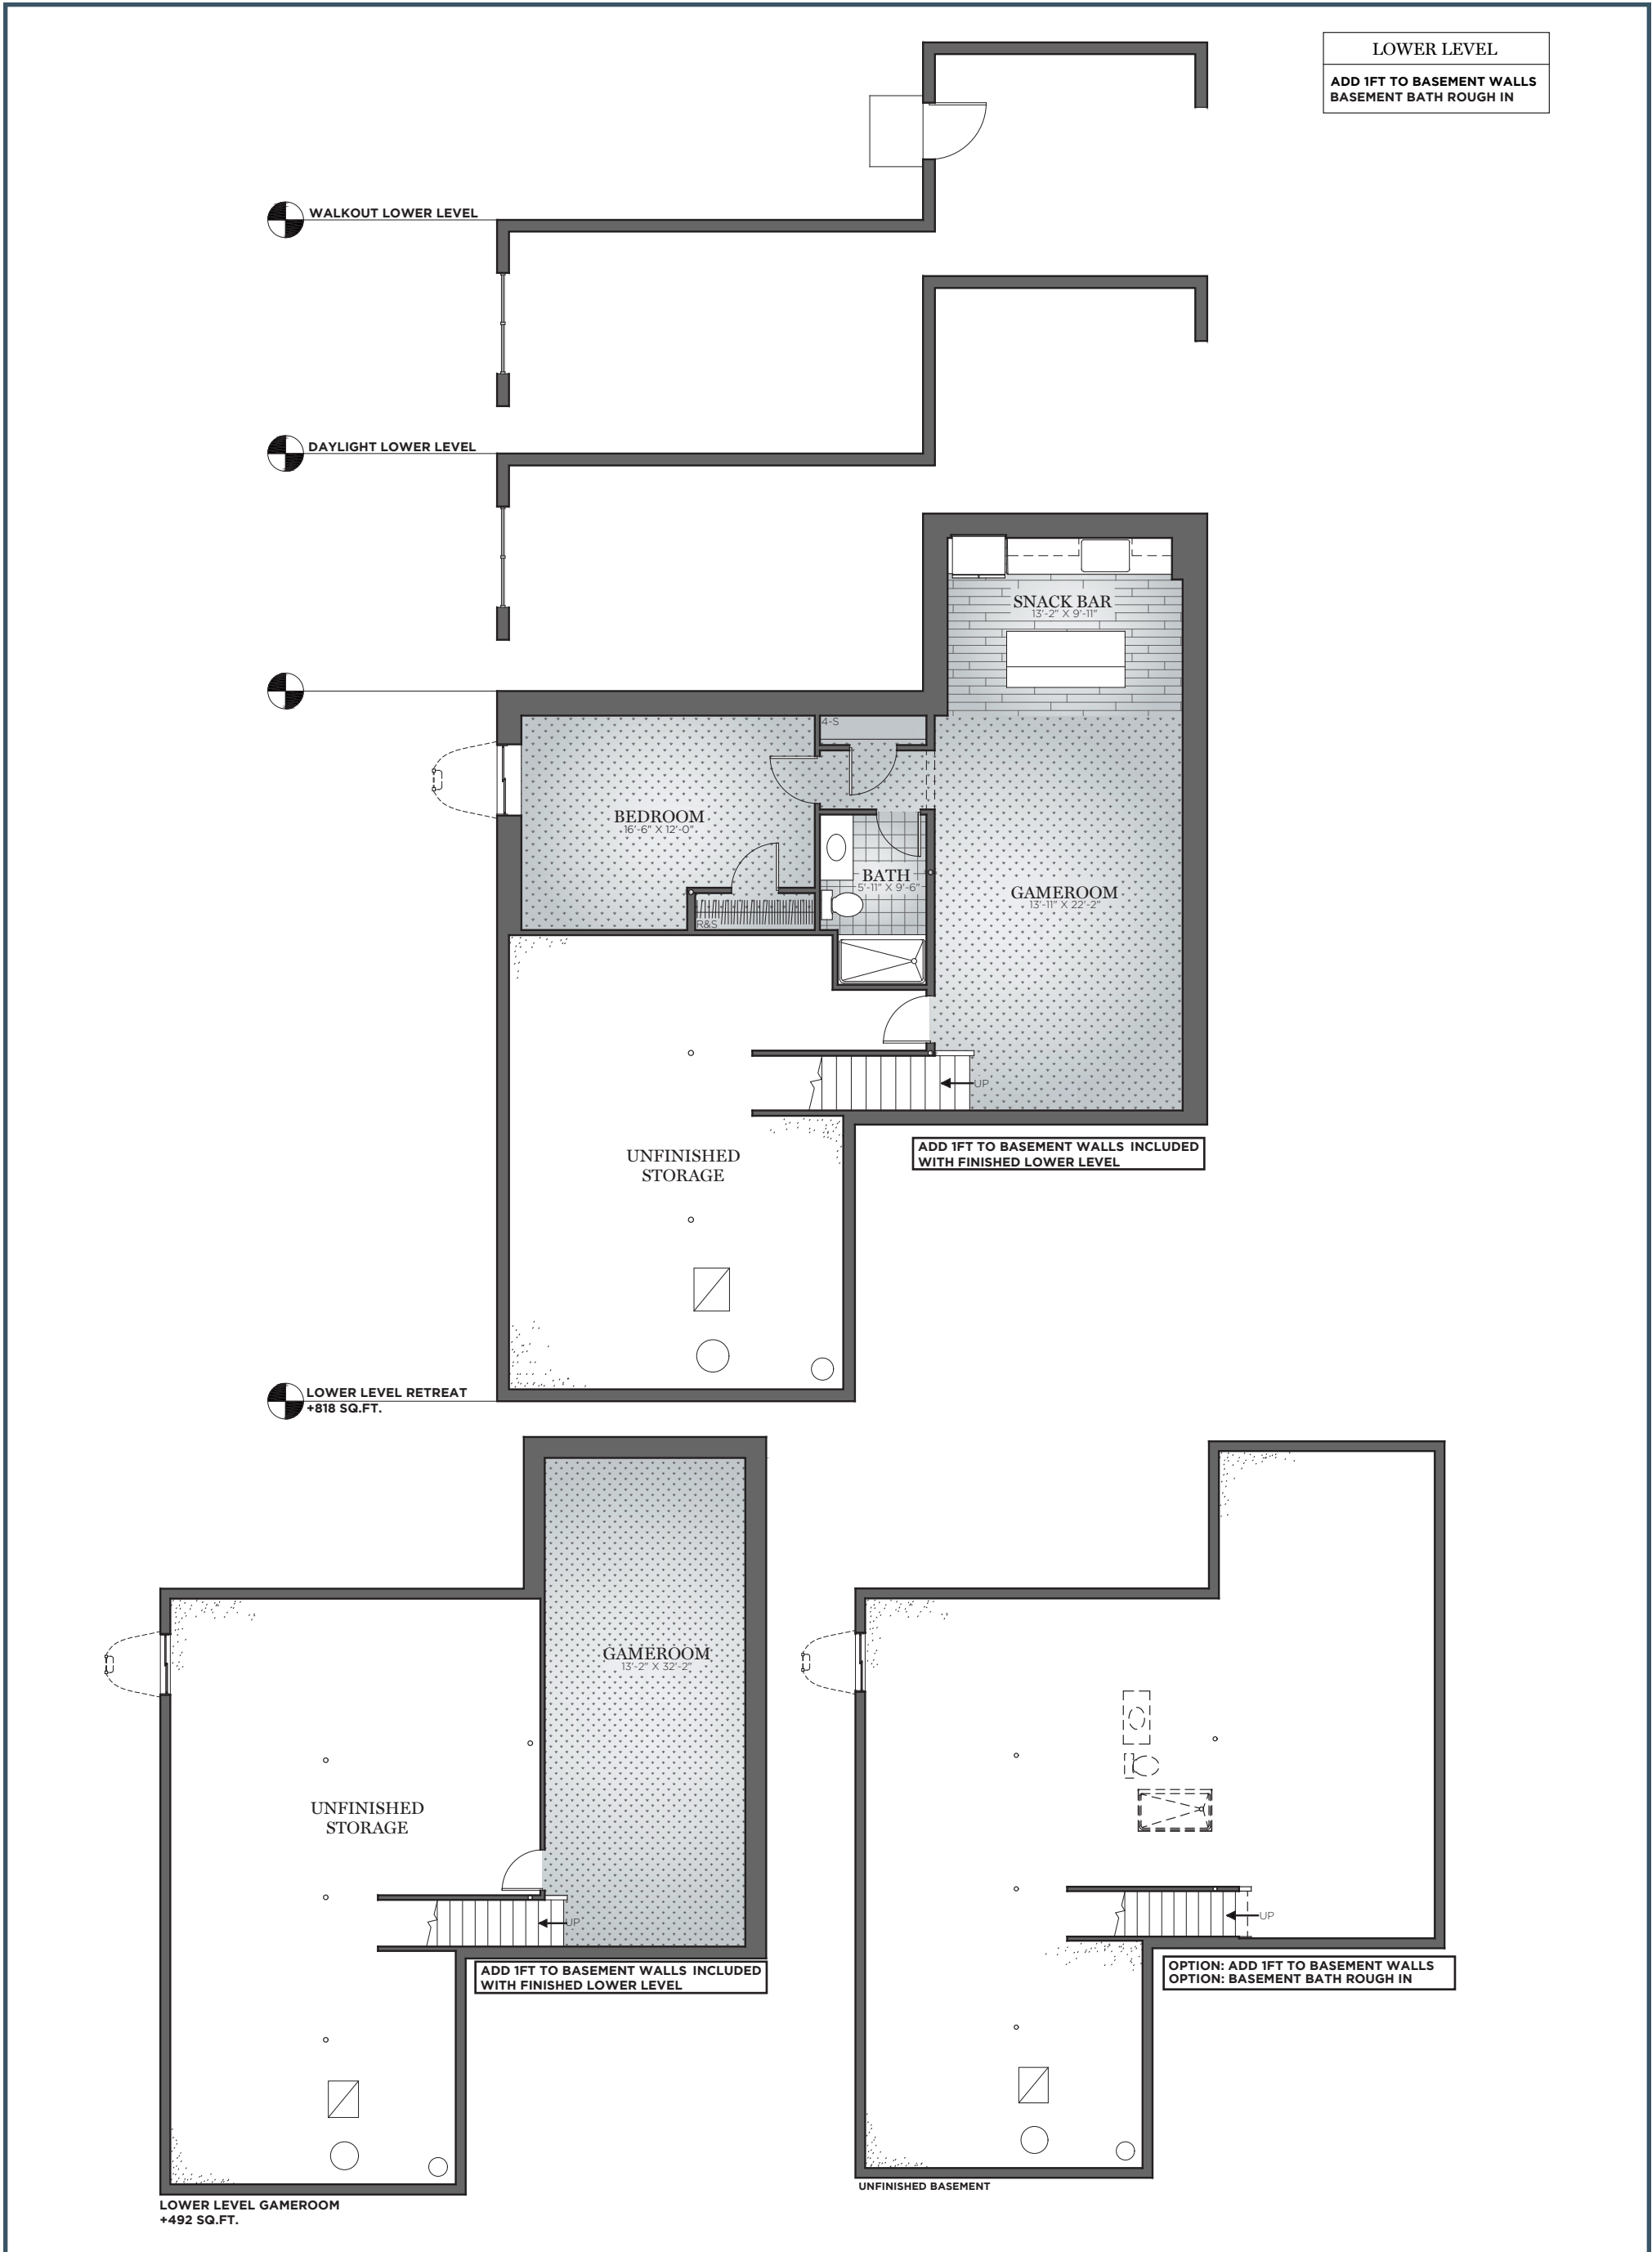 LOWER LEVEL
ADD 1FT TO BASEMENT WALLS
BASEMENT BATH ROUGH IN
WALKOUT LOWER LEVEL
DAYLIGHT LOWER LEVEL
SNACK BAR
13'-2" X 9'-11"
4-S
BEDROOM
16'-6" X 12'-0"
BATH
5'-11" X 9'-6"
R&S
GAMEROOM
13'-11" X 22'-2"
UP
ADD 1FT TO BASEMENT WALLS INCLUDED
WITH FINISHED LOWER LEVEL
UNFINISHED
STORAGE
LOWER LEVEL RETREAT
+818 SQ.FT.
GAMEROOM
13'-2" X 32'-2"
UNFINISHED
STORAGE
UP
ADD 1FT TO BASEMENT WALLS INCLUDED
WITH FINISHED LOWER LEVEL
LOWER LEVEL GAMEROOM
+492 SQ.FT.
UP
OPTION: ADD 1FT TO BASEMENT WALLS
OPTION: BASEMENT BATH ROUGH IN
UNFINISHED BASEMENT